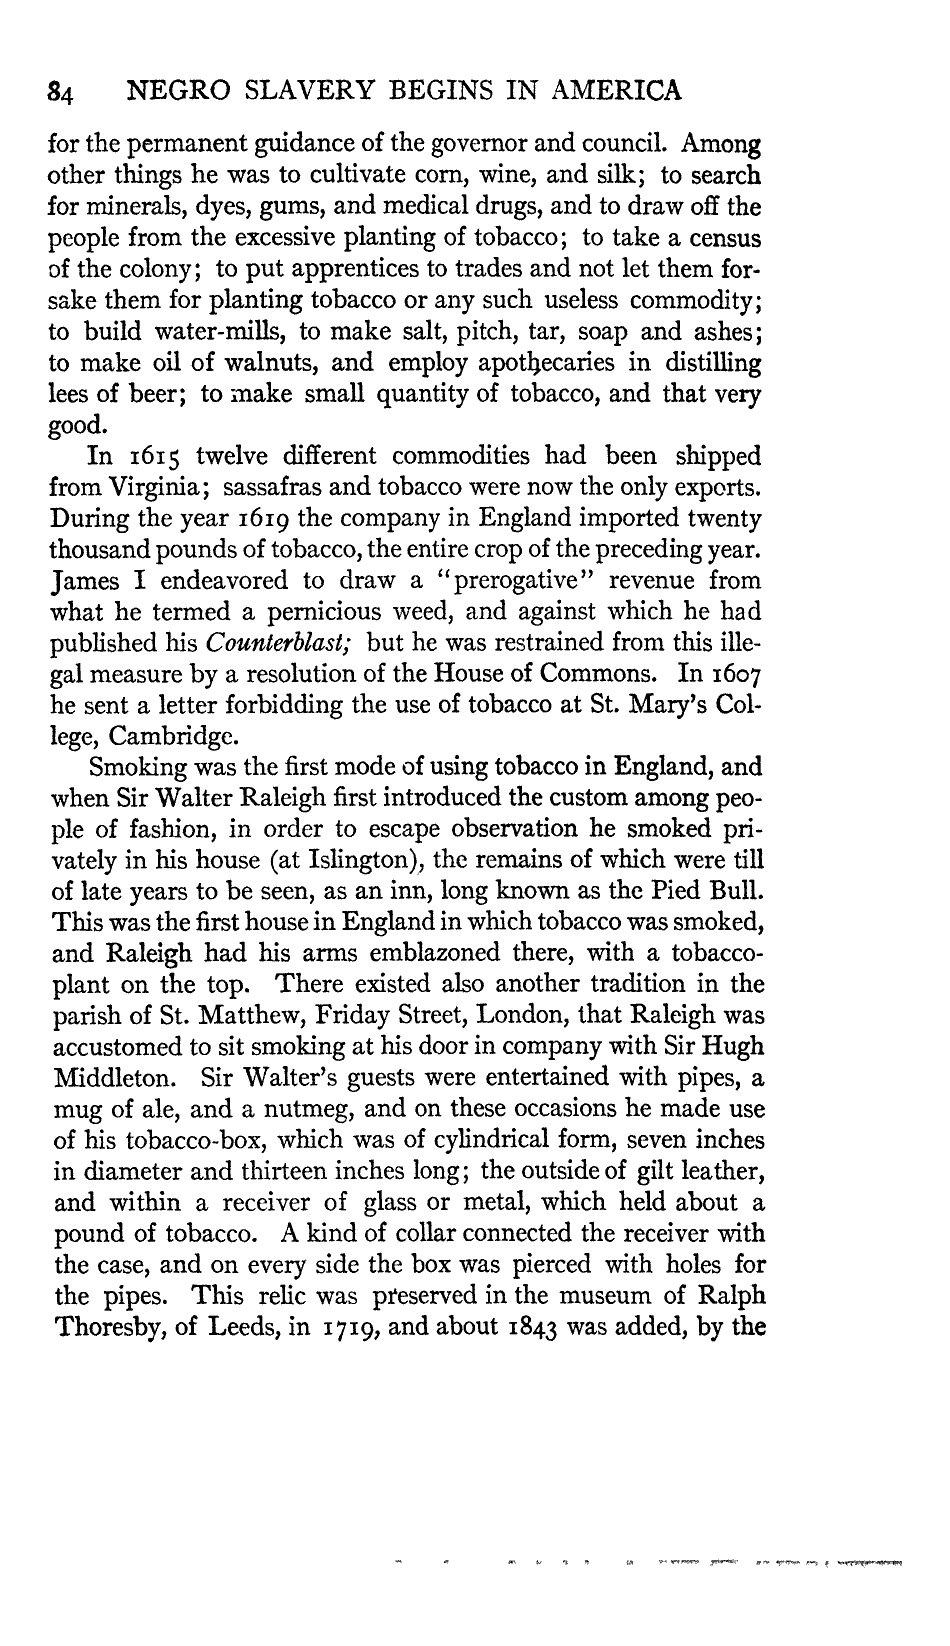 84 NEGRO SLAVERY BEGINS IN AMERICA
for the permanent guidance of the governor and council. Among
other things he was to cultivate corn, wine, and silk; to search
for minerals, dyes, gums, and medical drugs, and to draw off the
people from the excessive planting of tobacco; to take a census
of the colony; to put apprentices to trades and not let them for-
sake them for planting tobacco or any such useless commodity;
to build water-mills, to make salt, pitch, tar, soap and ashes;
to make oil of walnuts, and employ apothecaries in distilling
lees of beer; to make small quantity of tobacco, and that very
good.
In 1615 twelve different commodities had been shipped
from Virginia; sassafras and tobacco were now the only exports.
During the year 1619 the company in England imported twenty
thousand pounds of tobacco, the entire crop of the preceding year.
James I endeavored to draw a "prerogative" revenue from
what he termed a pernicious weed, and against which he had
published his Counterblast; but he was restrained from this ille-
gal measure by a resolution of the House of Commons. In 1607
he sent a letter forbidding the use of tobacco at St. Mary's Col-
lege, Cambridge.
Smoking was the first mode of using tobacco in England, and
when Sir Walter Raleigh first introduced the custom among peo-
ple of fashion, in order to escape observation he smoked pri-
vately in his house (at Islington), the remains of which were till
of late years to be seen, as an inn, long known as the Pied Bull.
This was the first house in England in which tobacco was smoked,
and Raleigh had his arms emblazoned there, with a tobacco-
plant on the top. There existed also another tradition in the
parish of St. Matthew, Friday Street, London, that Raleigh was
accustomed to sit smoking at his door in company with Sir Hugh
Middleton. Sir Walter's guests were entertained with pipes, a
mug of ale, and a nutmeg, and on these occasions he made use
of his tobacco-box, which was of cylindrical form, seven inches
in diameter and thirteen inches long; the outside of gilt leather,
and within a receiver of glass or metal, which held about a
pound of tobacco. A kind of collar connected the receiver with
the case, and on every side the box was pierced with holes for
the pipes. This relic was preserved in the museum of Ralph
Thoresby, of Leeds, in 1719, and about 1843 was added, by the